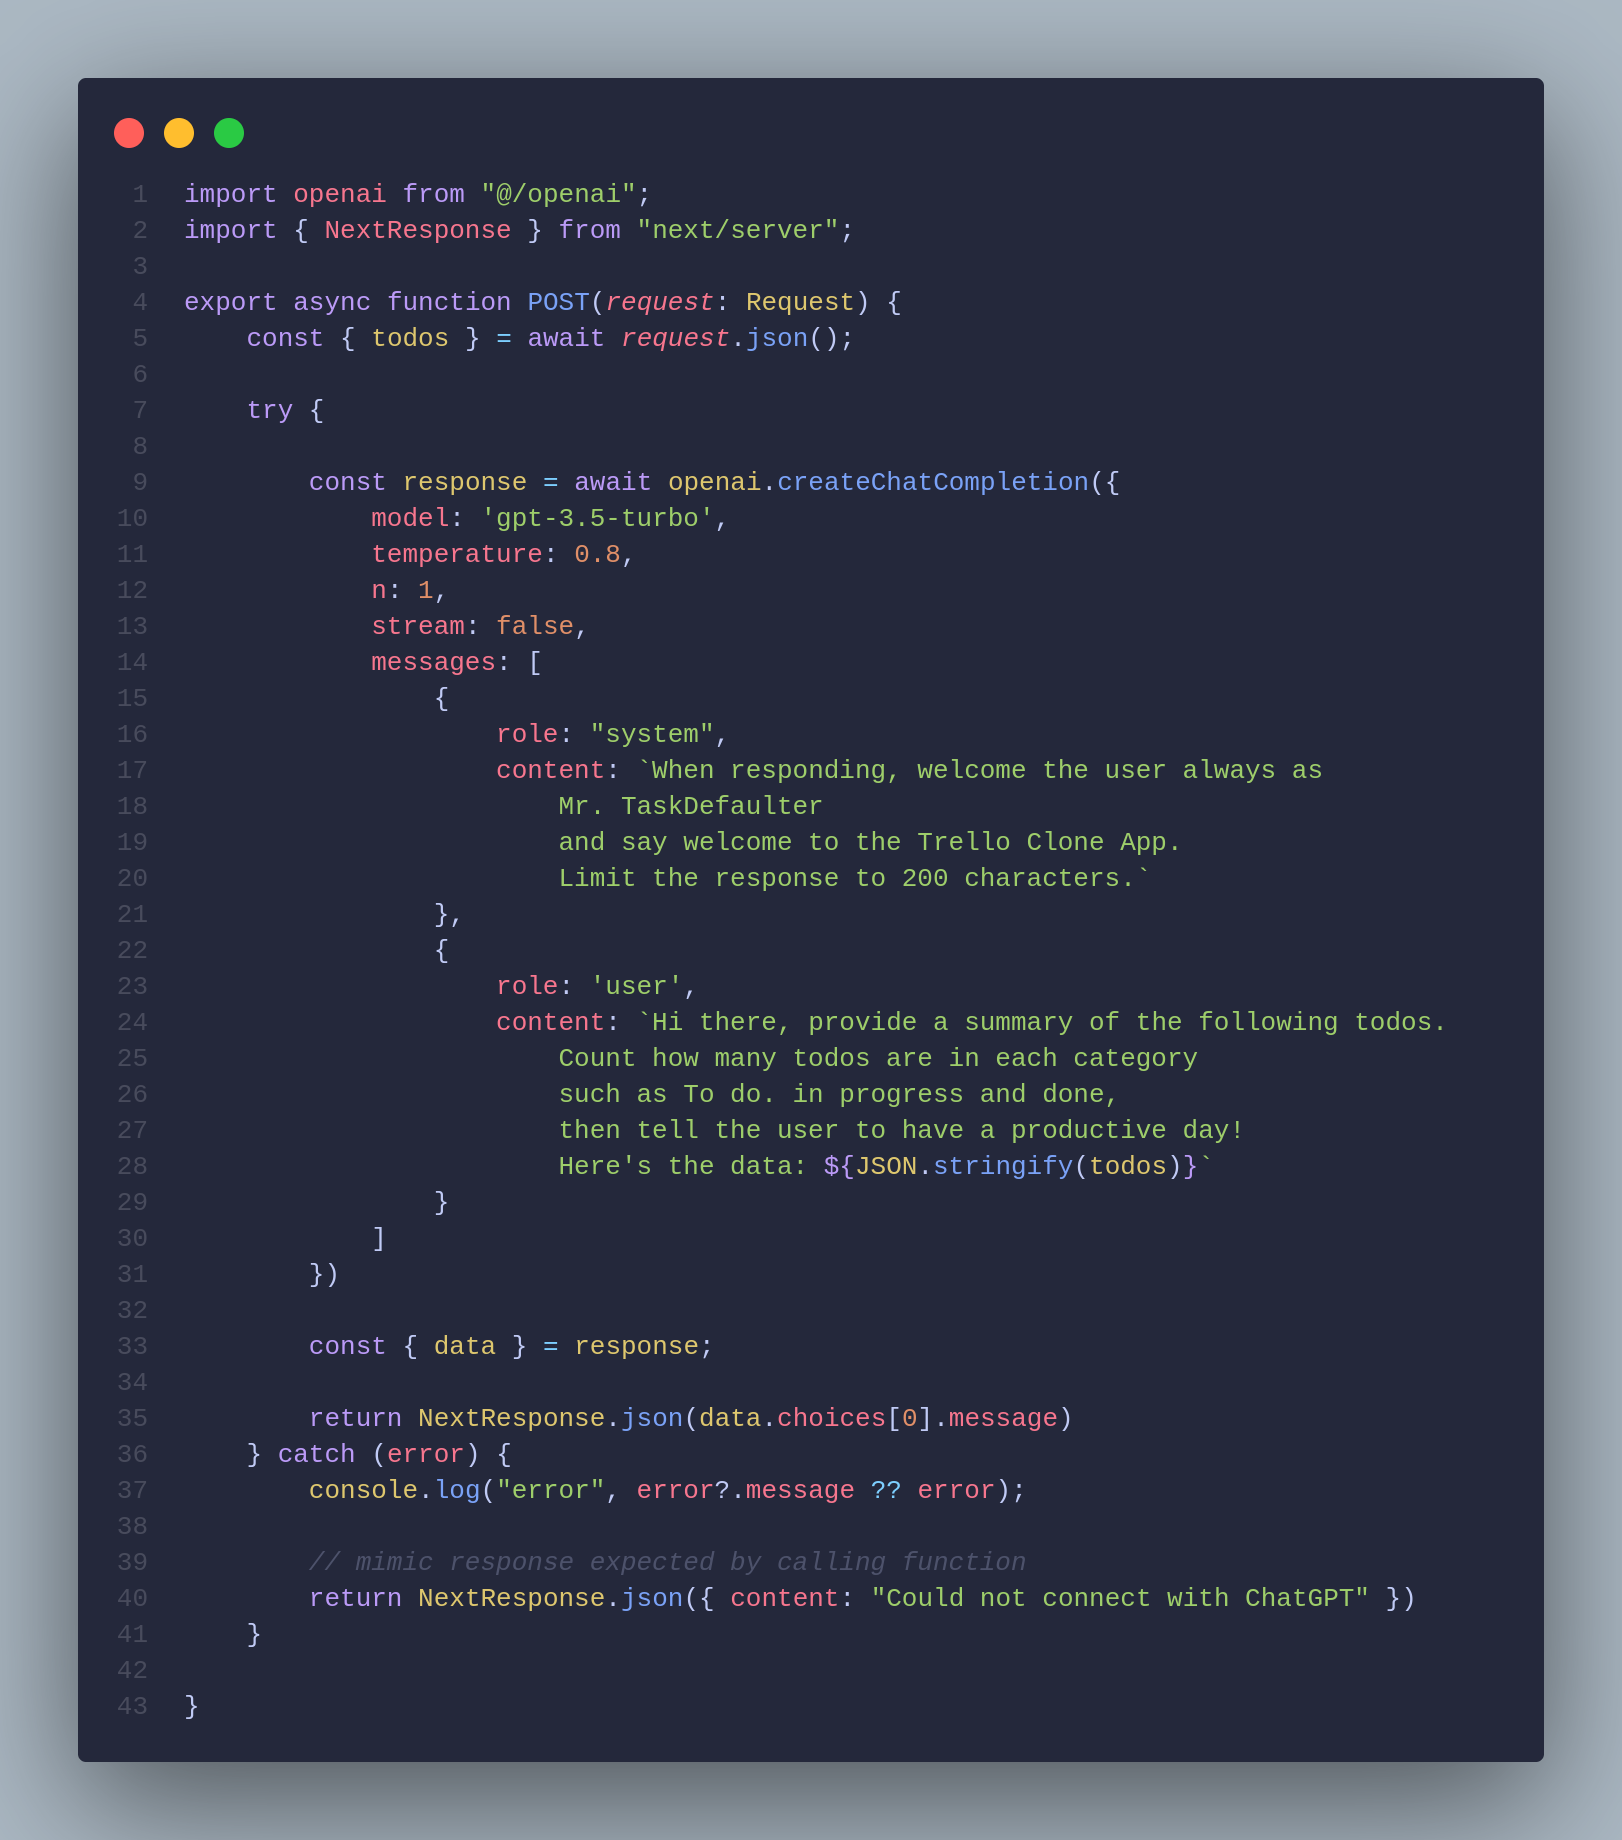 1 import openai from "@/openai";
2 import { NextResponse } from "next/server";
3
4 export async function POST(request: Request) {
5     const { todos } = await request.json();
6
7     try {
8
9         const response = await openai.createChatCompletion({
10             model: 'gpt-3.5-turbo',
11             temperature: 0.8,
12             n: 1,
13             stream: false,
14             messages: [
15                 {
16                     role: "system",
17                     content: `When responding, welcome the user always as
18                         Mr. TaskDefaulter
19                         and say welcome to the Trello Clone App.
20                         Limit the response to 200 characters.`
21                 },
22                 {
23                     role: 'user',
24                     content: `Hi there, provide a summary of the following todos.
25                         Count how many todos are in each category
26                         such as To do. in progress and done,
27                         then tell the user to have a productive day!
28                         Here's the data: ${JSON.stringify(todos)}`
29                 }
30             ]
31         })
32
33         const { data } = response;
34
35         return NextResponse.json(data.choices[0].message)
36     } catch (error) {
37         console.log("error", error?.message ?? error);
38
39         // mimic response expected by calling function
40         return NextResponse.json({ content: "Could not connect with ChatGPT" })
41     }
42
43 }